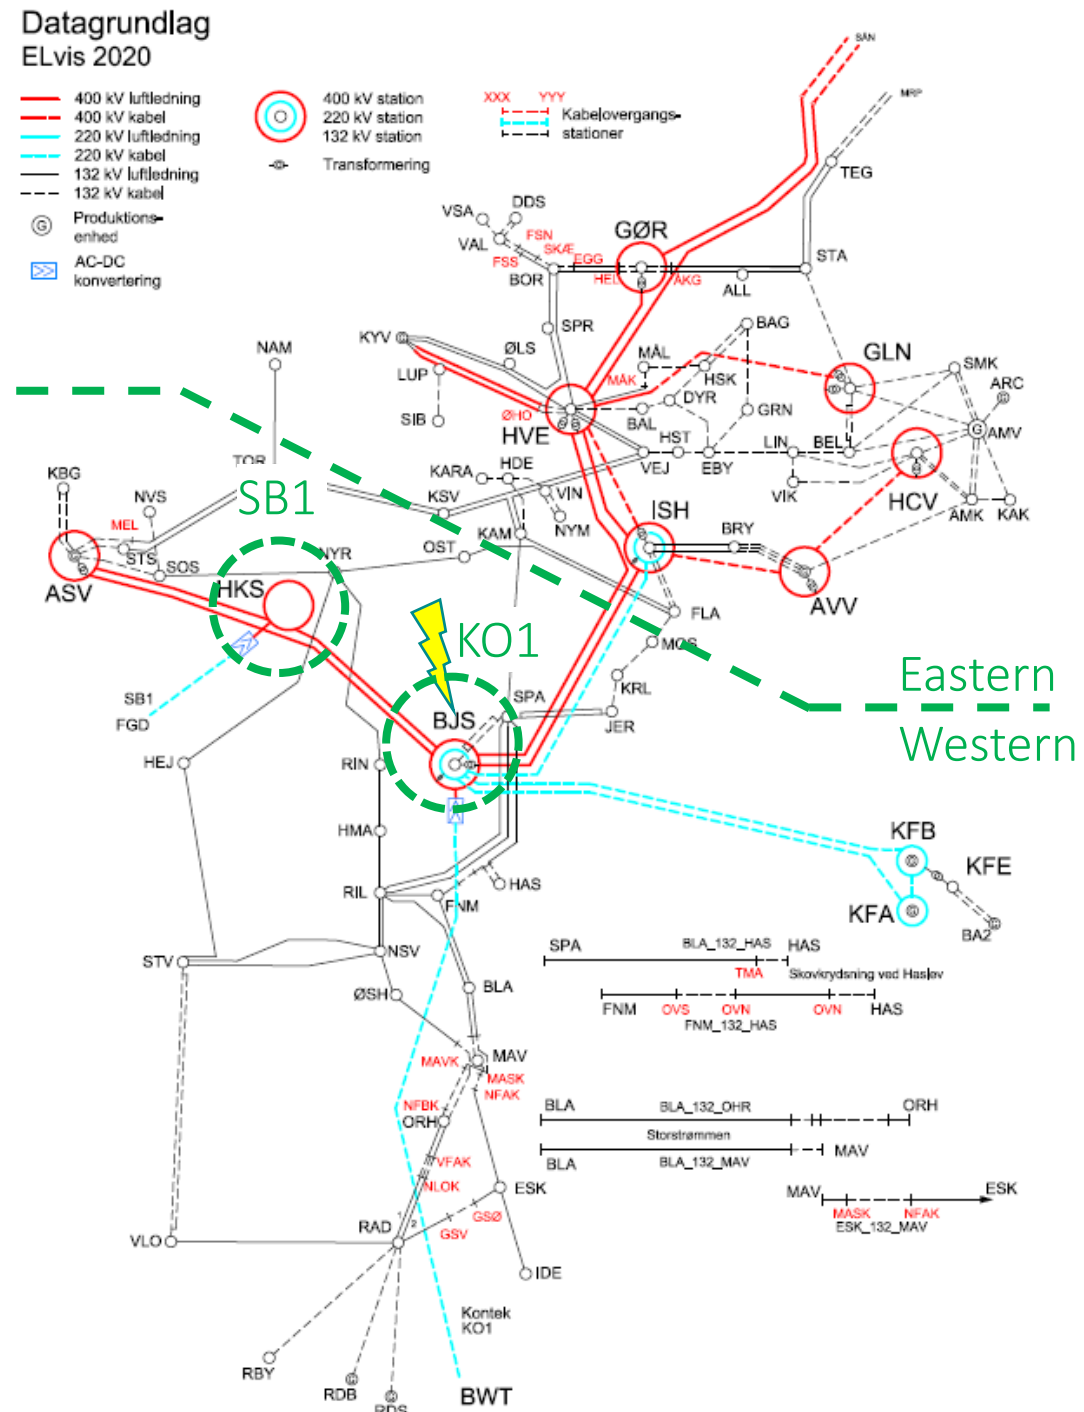 Datagrundlag
ELvis 2020
400 kV luftledning
400 kV kabel
220 kV luftledning
220 kV kabel
132 kV luftledning
132 kV kabel
G Produktions-
enhed
AC-DC
konvertering
400 kV station
220 kV station
132 kV station
Transformering
XXX YYY
Kabelovergangs-
stationer
SÅN
MRP
TEG
VSA
DDS
VAL
FSN
SKÆ
FSS
BOR
EGG
GØR
HEL
ÅKG
ALL
STA
SPR
KYV
ØLS
LUP
SIB
ØHO
HVE
NAM
BAG
MÅL
HSK
MÅK
DYR
BAL
GRN
GLN
SMK
ARC
G
AMV
HST
VEJ
EBY
LIN
BEL
VIK
HCV
AMK
KAK
TOR
SB1
KBG
NVS
MEL
STS
SOS
ASV
KARA
HDE
VIN
NYM
KSV
KAM
OST
NYR
HKS
ISH
BRY
AVV
FLA
MOS
KRL
JER
KO1
SPA
BJS
Eastern
Western
SB1
FGD
HEJ
RIN
HMA
RIL
FNM
HAS
KFB
G
KFE
KFA
G
BA2
G
STV
NSV
ØSH
BLA
SPA
BLA_132_HAS
HAS
TMA
Skovkrydsning ved Haslev
FNM
OVS
OVN
OVN
HAS
FNM_132_HAS
MAV
MAVK
MASK
NFAK
NFBK
ORH
VFAK
NLOK
ESK
GSØ
GSV
RAD
1
2
VLO
IDE
BLA
BLA_132_OHR
ORH
Storstrømmen
BLA
BLA_132_MAV
MAV
MAV
ESK
MASK
NFAK
ESK_132_MAV
Kontek
KO1
RBY
RDB
G
RDS
G
BWT